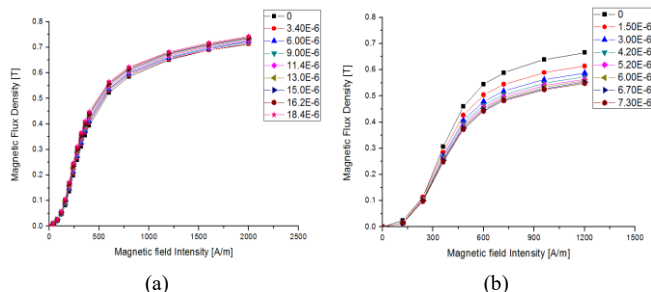 0.8
0.7
0.6
0.5
0.4
0.3
0.2
0.1
0.0
0
500
1000
1500
2000
2500
Magnetic Flux Density [T]
Magnetic field Intensity [A/m]
0
3.40E-6
6.00E-6
9.00E-6
11.4E-6
13.0E-6
15.0E-6
16.2E-6
18.4E-6
(a)
0.8
0.7
0.6
0.5
0.4
0.3
0.2
0.1
0.0
0
300
600
900
1200
1500
Magnetic Flux Density [T]
Magnetic field Intensity [A/m]
0
1.50E-6
3.00E-6
4.20E-6
5.20E-6
6.00E-6
6.70E-6
7.30E-6
(b)